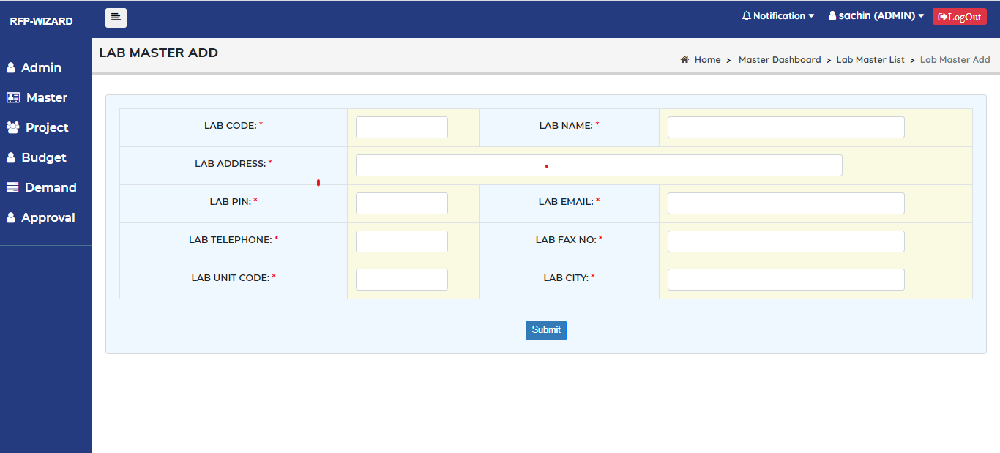 RFP-WIZARD
Notification
sachin (ADMIN)
LogOut
LAB MASTER ADD
Home > Master Dashboard > Lab Master List > Lab Master Add
Admin
Master
Project
Budget
Demand
Approval
LAB CODE: * LAB NAME: *
LAB ADDRESS: *
LAB PIN: * LAB EMAIL: *
LAB TELEPHONE: * LAB FAX NO: *
LAB UNIT CODE: * LAB CITY: *
Submit